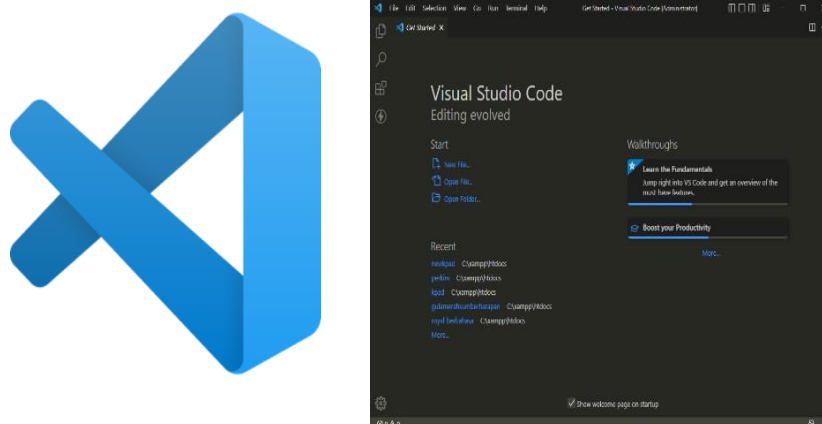 File Edit Selection View Go Run Terminal Help Get Started - Visual Studio Code [Administrator]
Get Started
Visual Studio Code
Editing evolved
Start
New File...
Open File...
Open Folder...
Recent
C:\xampp\htdocs
perkim C:\xampp\htdocs
kpad C:\xampp\htdocs
C:\xampp\htdocs
C:\xampp\htdocs
More...
Walkthroughs
Learn the Fundamentals
Jump right into VS Code and get an overview of the
must have features.
Boost your Productivity
More...
Show welcome page on startup